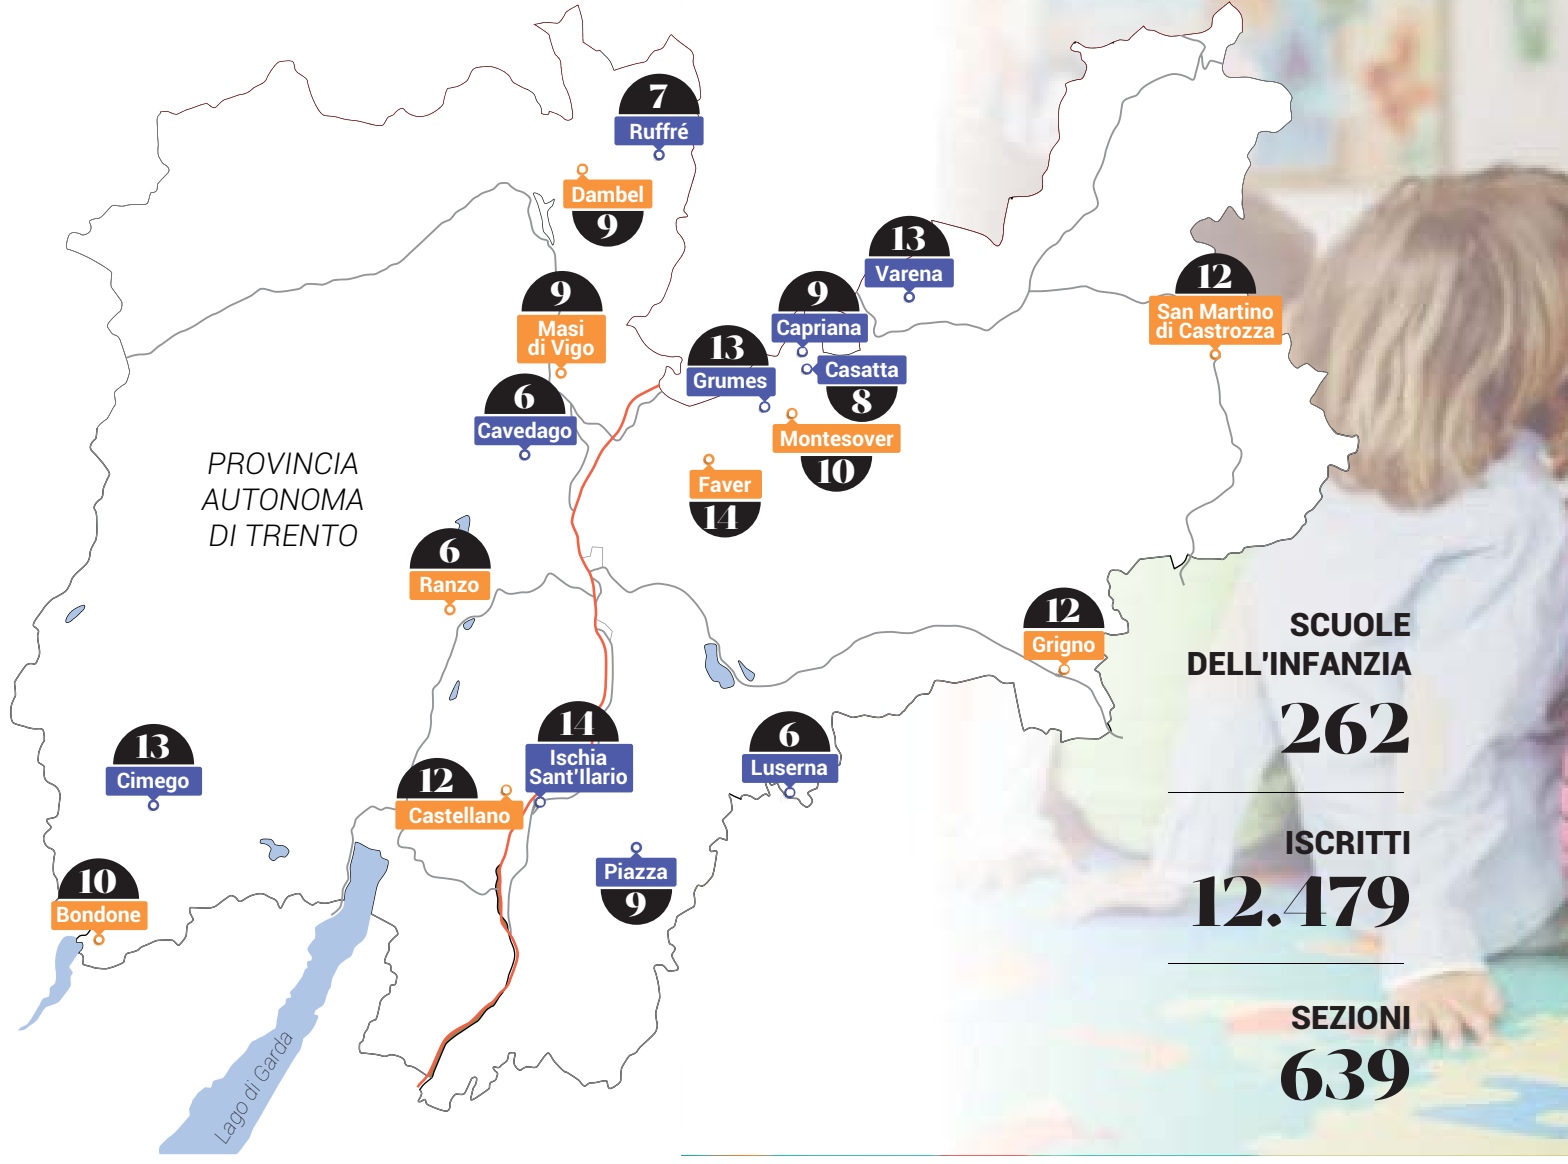 7
Ruffré
Dambel
9
13
Varena
9
Masi
di Vigo
9
Capriana
12
San Martino
di Castrozza
13
Grumes
Casatta
8
6
Cavedago
Montesover
10
PROVINCIA
AUTONOMA
DI TRENTO
Faver
14
6
Ranzo
12
Grigno
SCUOLE
DELL'INFANZIA
262
14
Ischia
Sant'Ilario
6
Luserna
13
Cimego
12
Castellano
ISCRITTI
12.479
Piazza
9
10
Bondone
SEZIONI
639
Lago di Garda